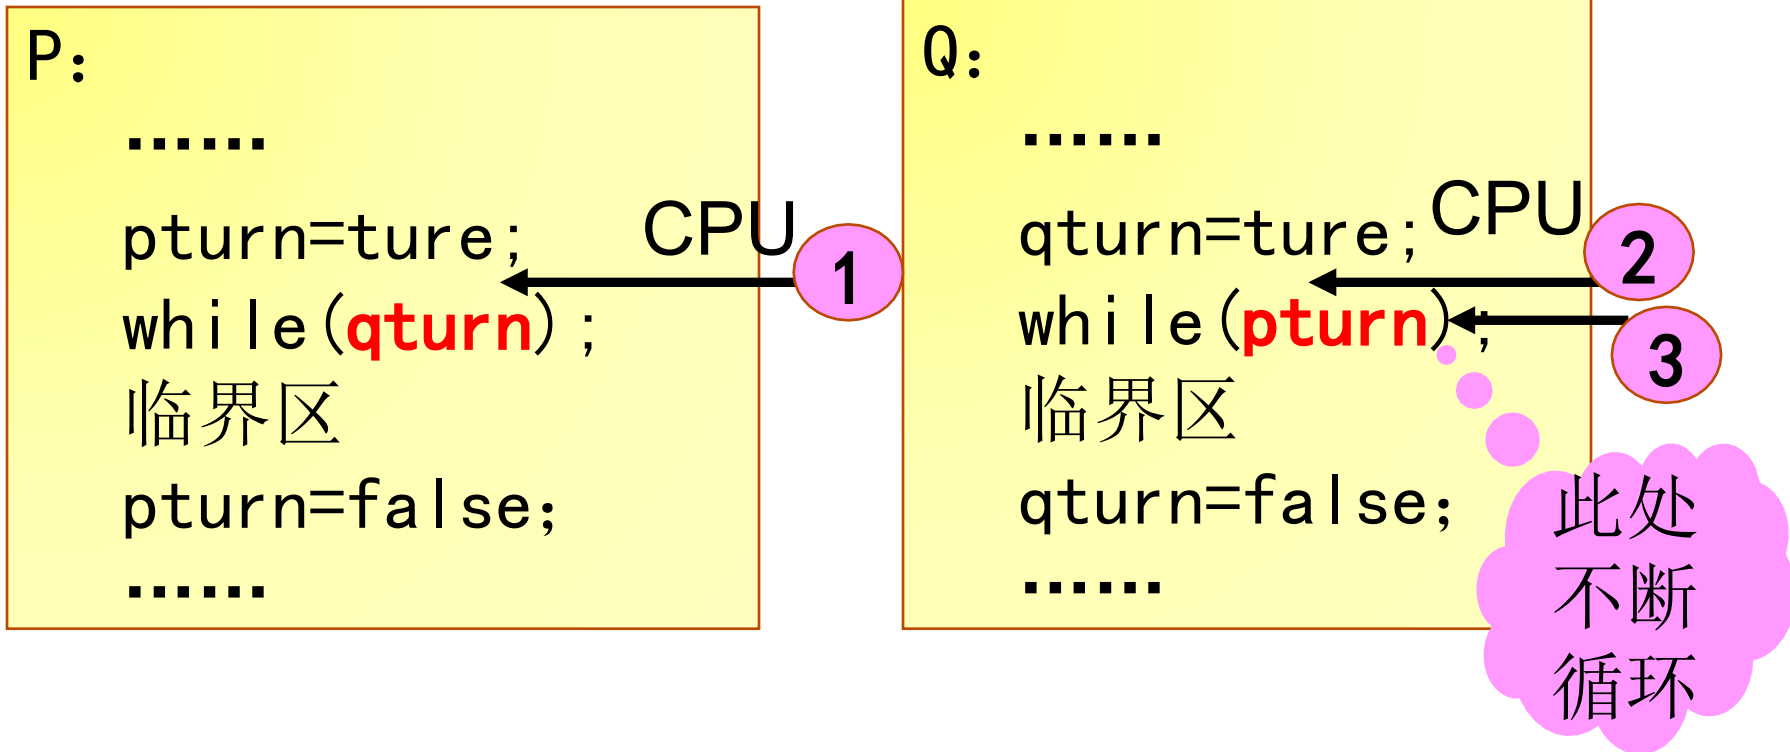 P：
……
pturn=ture;
while(qturn);
临界区
pturn=false；
……
CPU
1
Q：
……
qturn=ture;
while(pturn);
临界区
qturn=false；
……
CPU
2
3
此处
不断
循环